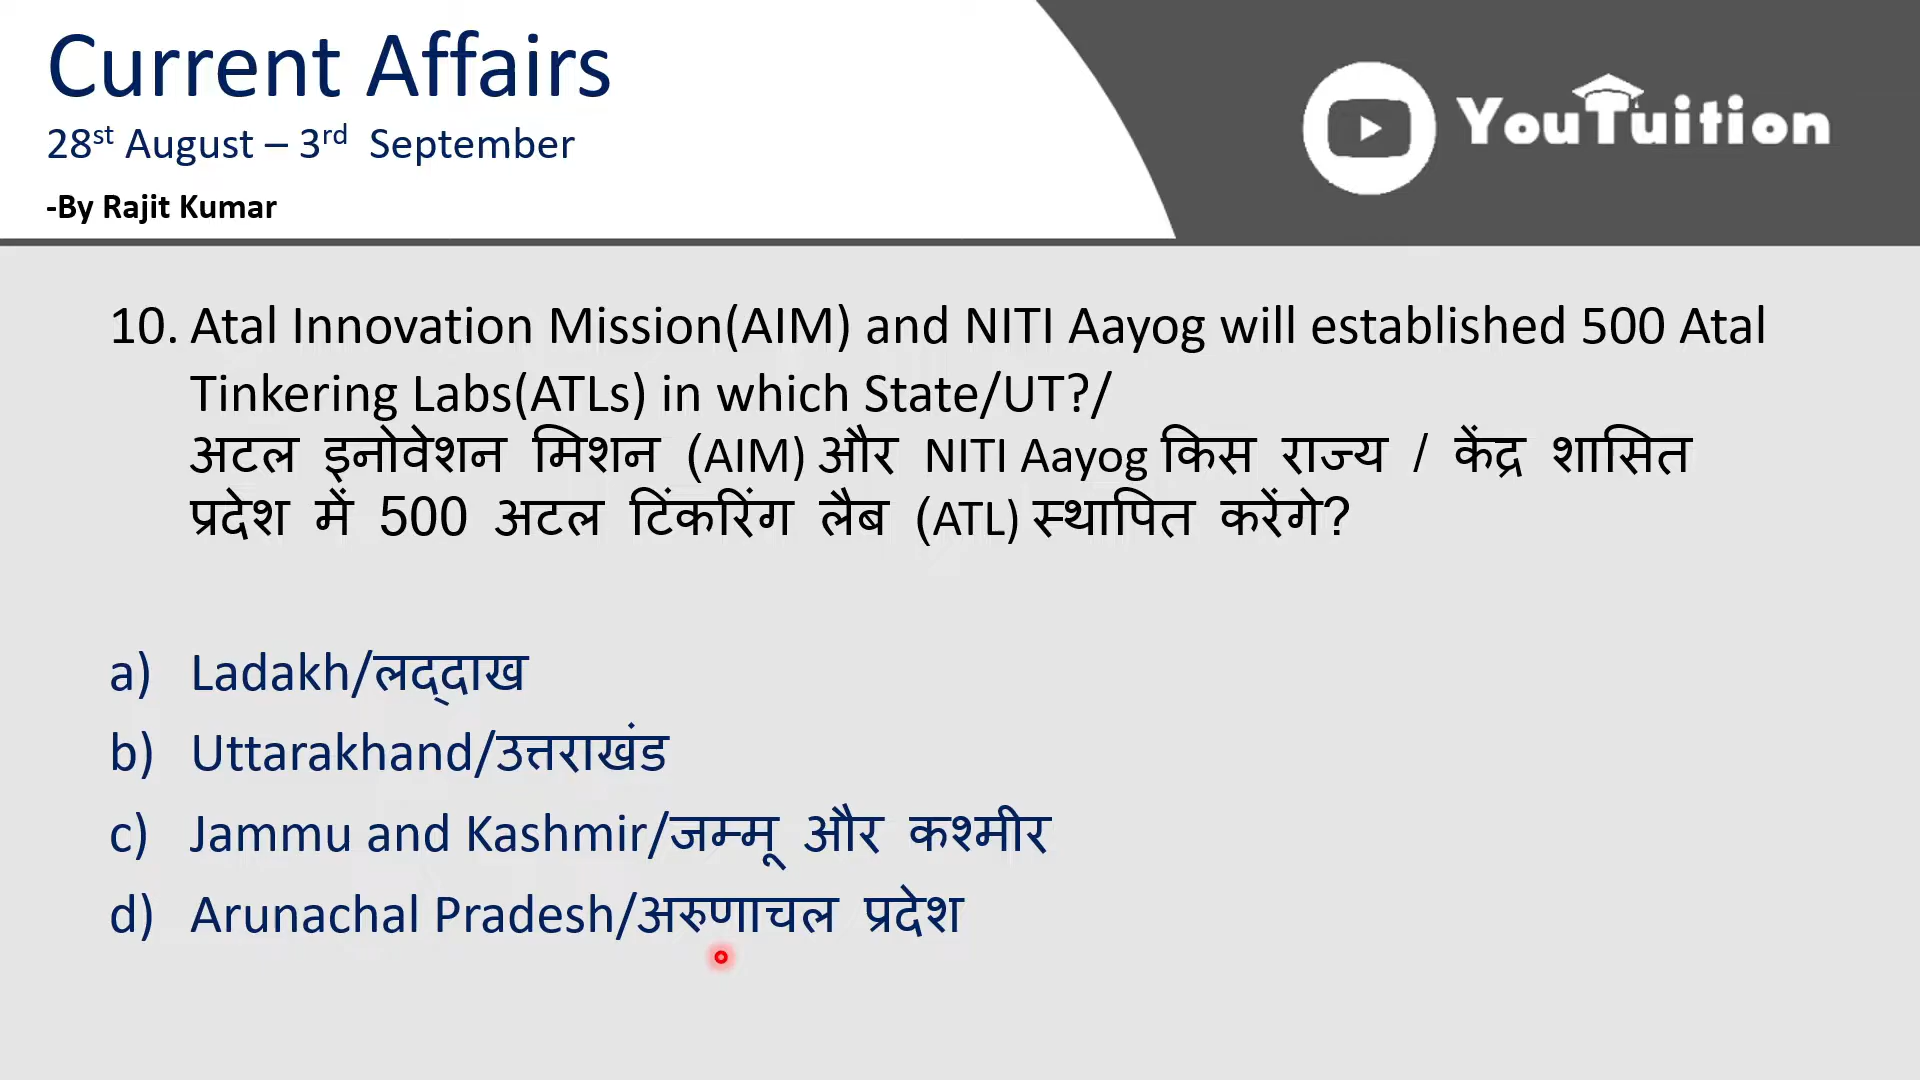 Current Affairs
28st August – 3rd September
-By Rajit Kumar
YouTuition
10. Atal Innovation Mission(AIM) and NITI Aayog will established 500 Atal
Tinkering Labs(ATLs) in which State/UT?/
अटल इनोवेशन मिशन (AIM) और NITI Aayog किस राज्य / केंद्र शासित
प्रदेश में 500 अटल टिंकरिंग लैब (ATL) स्थापित करेंगे?
a) Ladakh/लद्दाख
b) Uttarakhand/उत्तराखंड
c) Jammu and Kashmir/जम्मू और कश्मीर
d) Arunachal Pradesh/अरुणाचल प्रदेश